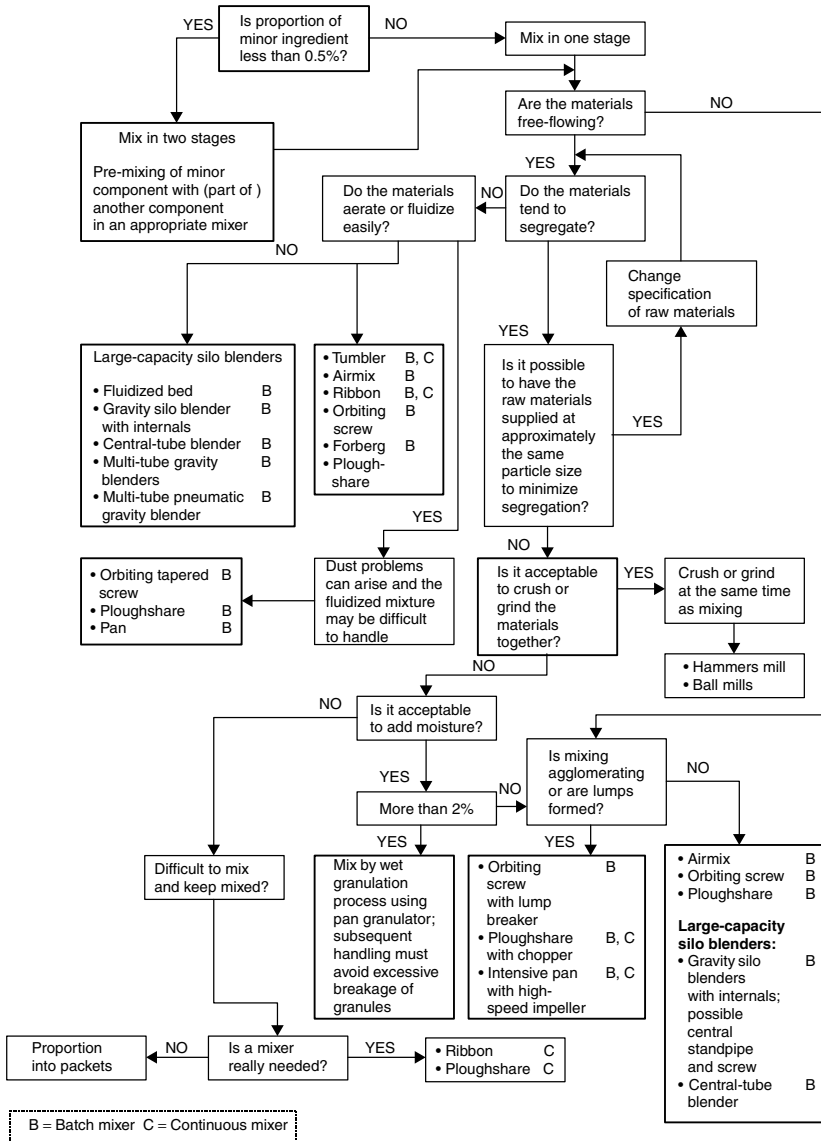 YES
Is proportion of
minor ingredient
less than 0.5%?
NO
Mix in one stage
Mix in two stages
Pre-mixing of minor
component with (part of )
another component
in an appropriate mixer
Are the materials
free-flowing?
NO
YES
Do the materials
aerate or fluidize
easily?
NO
Do the materials
tend to
segregate?
NO
Change
specification
of raw materials
YES
Large-capacity silo blenders
• Fluidized bed B
• Gravity silo blender B
with internals
• Central-tube blender B
• Multi-tube gravity B
blenders
• Multi-tube pneumatic B
gravity blender
• Tumbler B, C
• Airmix B
• Ribbon B, C
• Orbiting B
screw
• Forberg B
• Plough-
share
Is it possible
to have the
raw materials
supplied at
approximately
the same
particle size
to minimize
segregation?
YES
YES
NO
• Orbiting tapered B
screw
• Ploughshare B
• Pan B
Dust problems
can arise and the
fluidized mixture
may be difficult
to handle
Is it acceptable
to crush or
grind the
materials
together?
YES
Crush or grind
at the same time
as mixing
• Hammers mill
• Ball mills
NO
NO
Is it acceptable
to add moisture?
YES
More than 2%
NO
Is mixing
agglomerating
or are lumps
formed?
NO
YES
YES
Difficult to mix
and keep mixed?
Mix by wet
granulation
process using
pan granulator;
subsequent
handling must
avoid excessive
breakage of
granules
• Orbiting B
screw
with lump
breaker
• Ploughshare B, C
with chopper
• Intensive pan B, C
with high-
speed impeller
• Airmix B
• Orbiting screw B
• Ploughshare B
Large-capacity
silo blenders:
• Gravity silo B
blenders
with internals;
possible
central
standpipe
and screw
• Central-tube B
blender
Proportion
into packets
NO
Is a mixer
really needed?
YES
• Ribbon C
• Ploughshare C
B = Batch mixer C = Continuous mixer